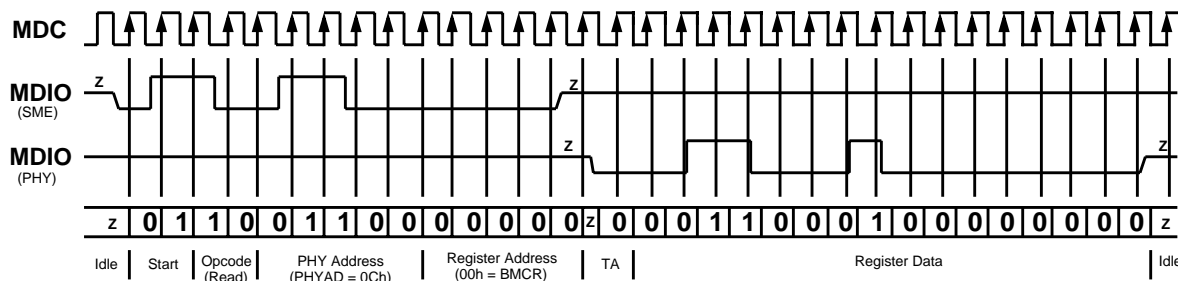 MDC
z
MDIO z
(SME)
MDIO z z
(PHY)
z 0 1 1 0 0 1 1 0 0 0 0 0 0 0 z 0 0 0 1 1 0 0 0 1 0 0 0 0 0 0 0 0 z
Idle Start Opcode PHY Address Register Address TA Register Data Idle
(Read) (PHYAD = 0Ch) (00h = BMCR)